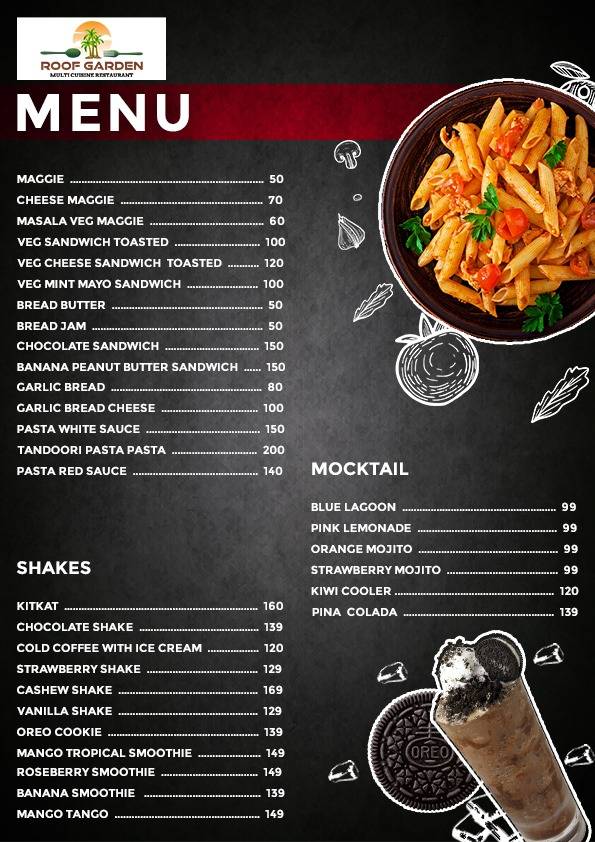 ROOF GARDEN
MULTI CUISINE RESTAURANT
MENU
MAGGIE 50
CHEESE MAGGIE 70
MASALA VEG MAGGIE 60
VEG SANDWICH TOASTED 100
VEG CHEESE SANDWICH TOASTED 120
VEG MINT MAYO SANDWICH 100
BREAD BUTTER 50
BREAD JAM 50
CHOCOLATE SANDWICH 150
BANANA PEANUT BUTTER SANDWICH 150
GARLIC BREAD 80
GARLIC BREAD CHEESE 100
PASTA WHITE SAUCE 150
TANDOORI PASTA PASTA 200
PASTA RED SAUCE 140
SHAKES
KITKAT 160
CHOCOLATE SHAKE 139
COLD COFFEE WITH ICE CREAM 120
STRAWBERRY SHAKE 129
CASHEW SHAKE 169
VANILLA SHAKE 129
OREO COOKIE 139
MANGO TROPICAL SMOOTHIE 149
ROSEBERRY SMOOTHIE 149
BANANA SMOOTHIE 139
MANGO TANGO 149
MOCKTAIL
BLUE LAGOON 99
PINK LEMONADE 99
ORANGE MOJITO 99
STRAWBERRY MOJITO 99
KIWI COOLER 120
PINA COLADA 139
OREO